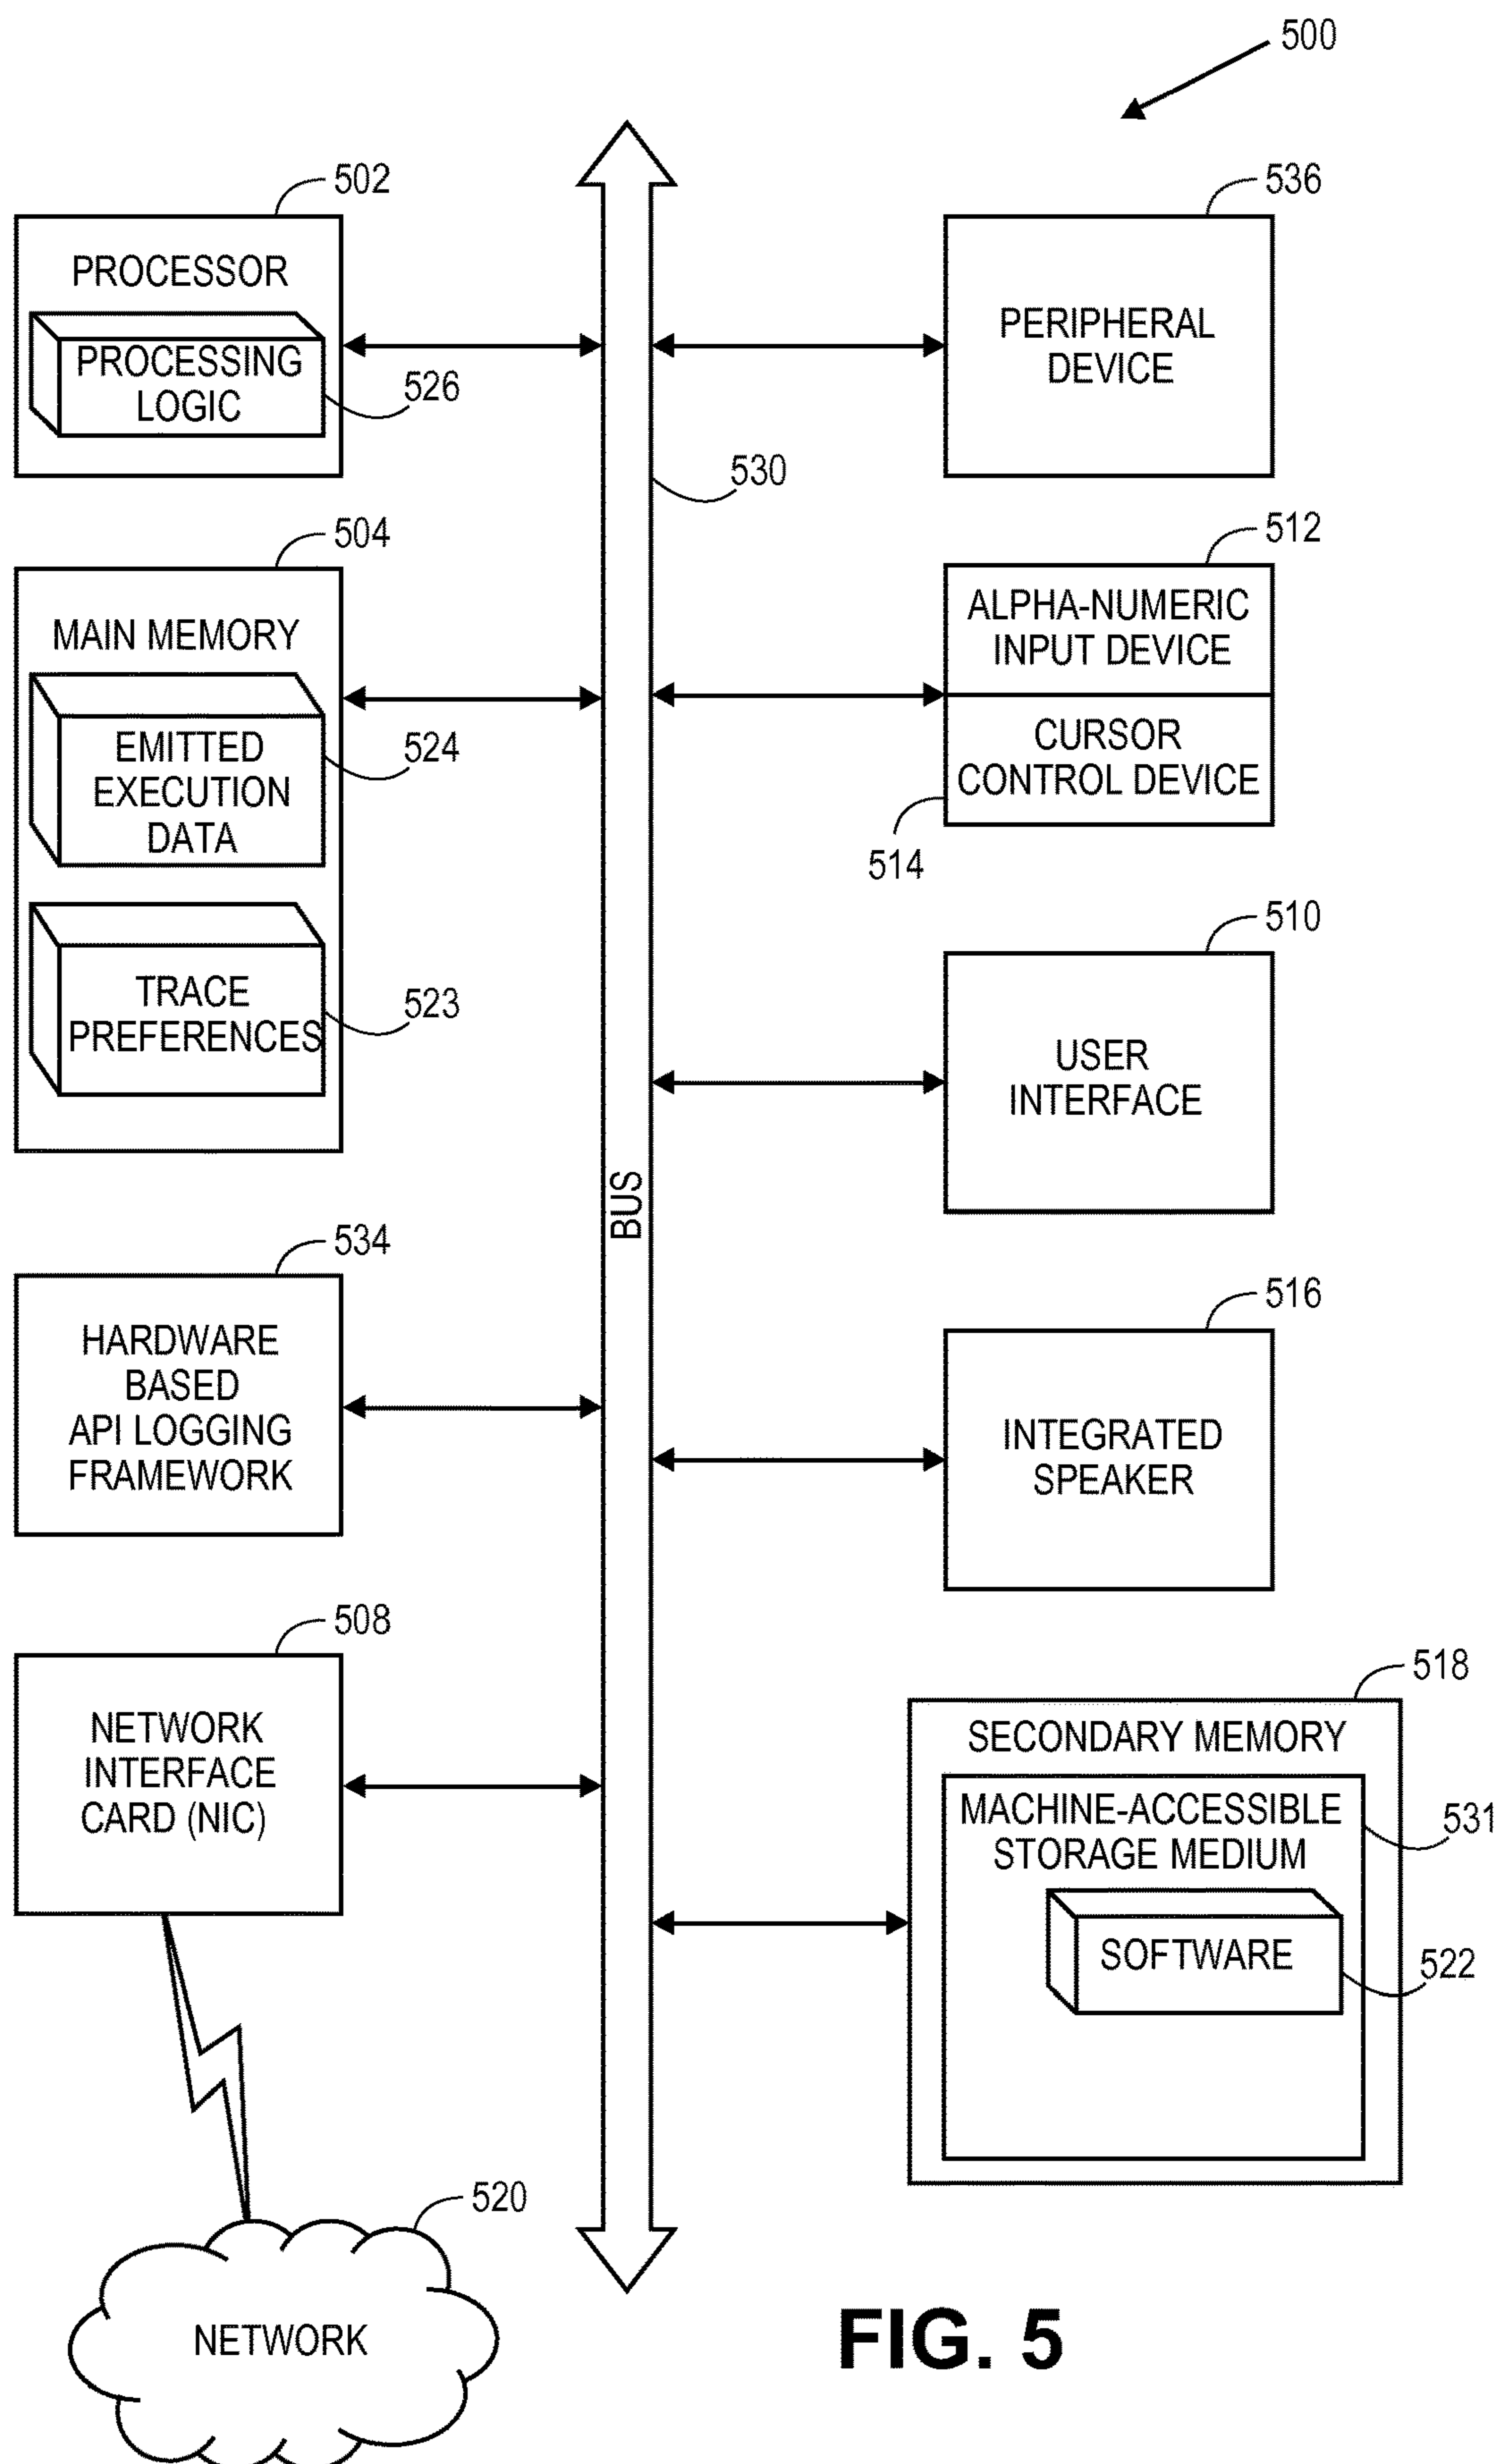 500
502
PROCESSOR
PROCESSING
LOGIC
526
504
MAIN MEMORY
EMITTED
EXECUTION
DATA
524
TRACE
PREFERENCES
523
534
HARDWARE
BASED
API LOGGING
FRAMEWORK
508
NETWORK
INTERFACE
CARD (NIC)
520
NETWORK
530
BUS
536
PERIPHERAL
DEVICE
512
ALPHA-NUMERIC
INPUT DEVICE
CURSOR
CONTROL DEVICE
514
510
USER
INTERFACE
516
INTEGRATED
SPEAKER
518
SECONDARY MEMORY
MACHINE-ACCESSIBLE
STORAGE MEDIUM
531
SOFTWARE
522
FIG. 5